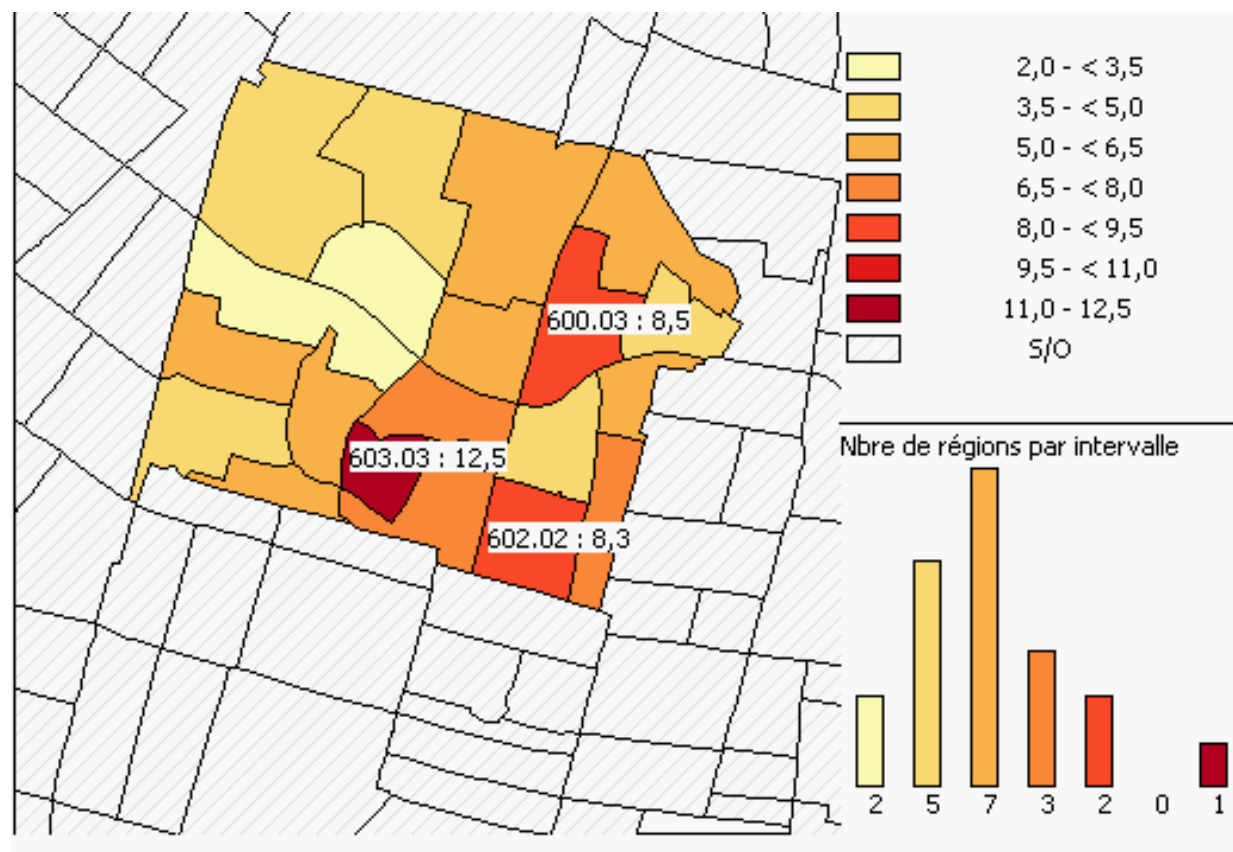 2,0 - < 3,5
3,5 - < 5,0
5,0 - < 6,5
6,5 - < 8,0
8,0 - < 9,5
9,5 - < 11,0
11,0 - 12,5
S/O
600.03 : 8,5
603.03 : 12,5
602.02 : 8,3
Nbre de régions par intervalle
2 5 7 3 2 0 1